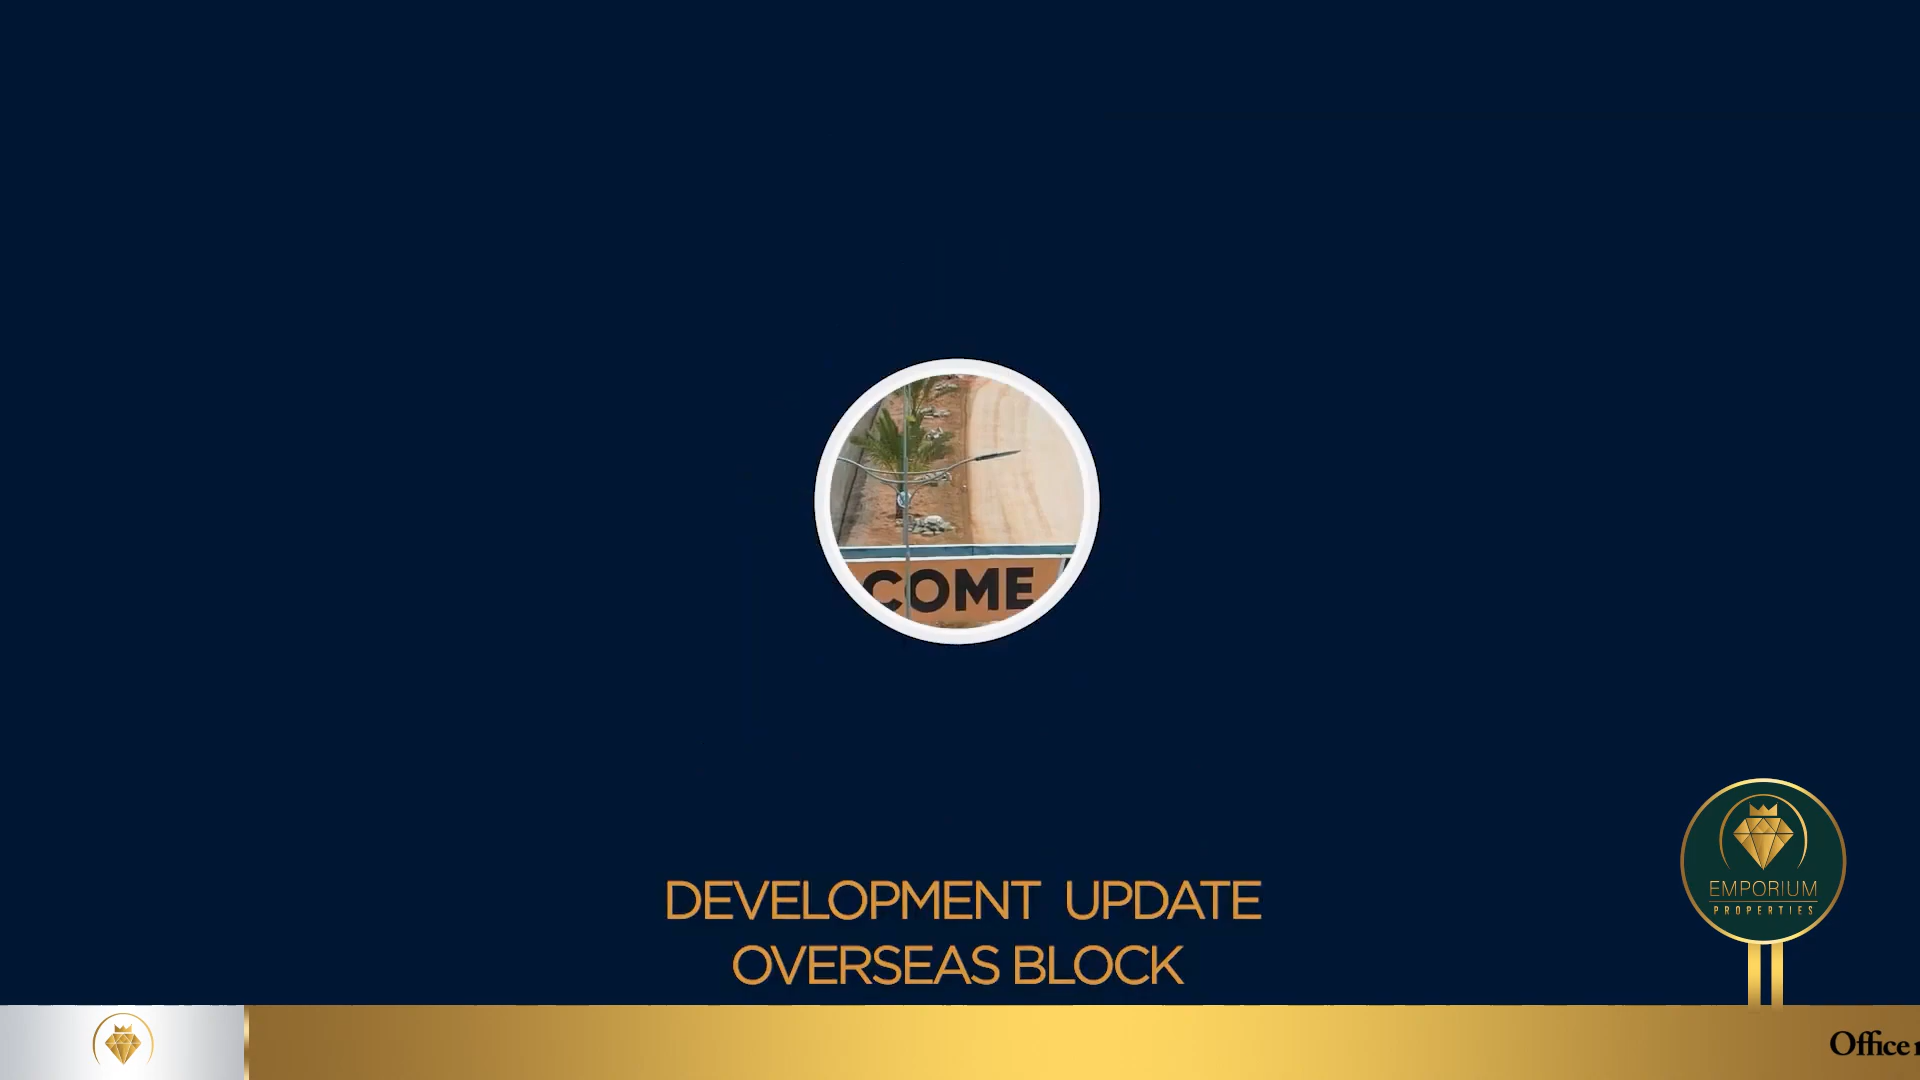 COME
DEVELOPMENT UPDATE
OVERSEAS BLOCK
EMPORIUM
PROPERTIES
Office